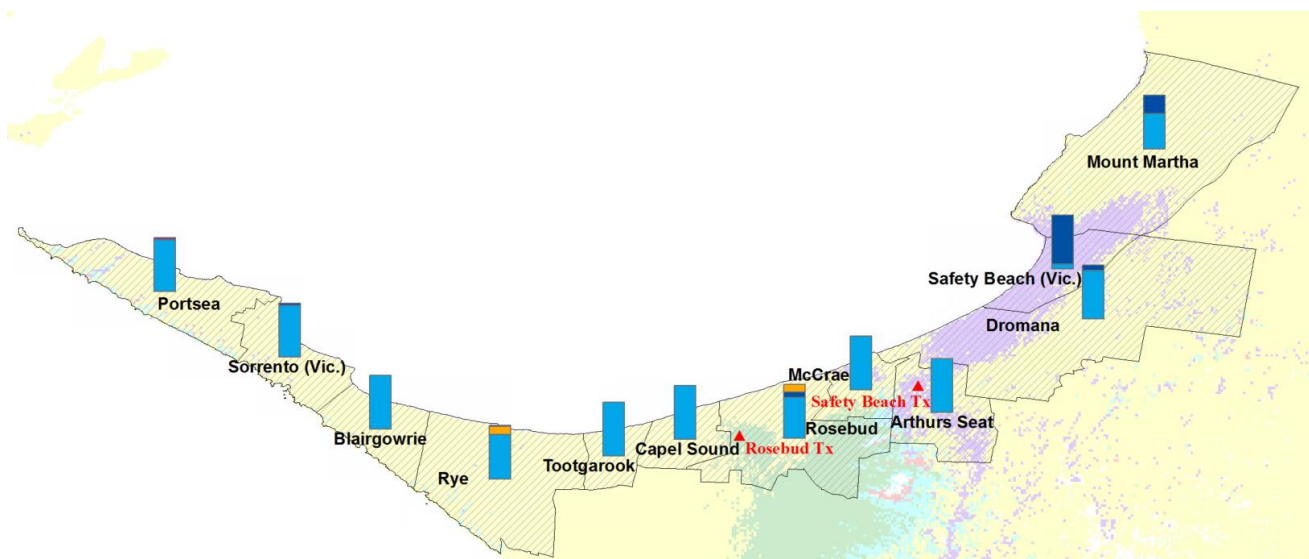 Mount Martha
Safety Beach (Vic.)
Portsea
Dromana
Sorrento (Vic.)
McCrae
Safety Beach Tx
Arthurs Seat
Blairgowrie
Rosebud
Capel Sound
Rosebud Tx
Tootgarook
Rye